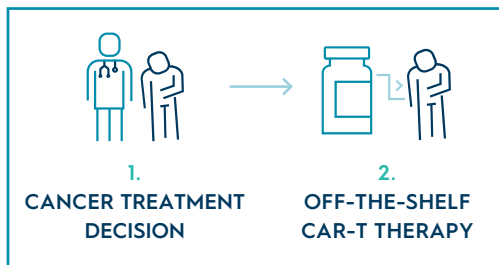 1.
CANCER TREATMENT
DECISION
2.
OFF-THE-SHELF
CAR-T THERAPY